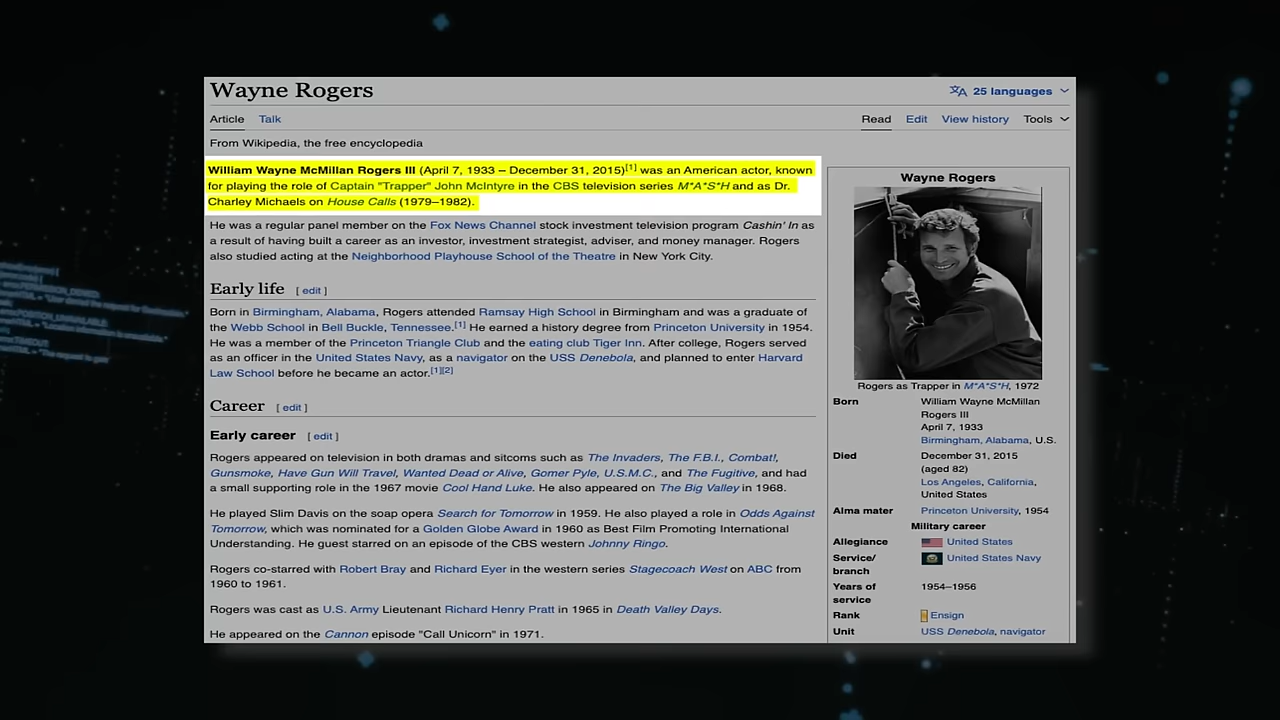 Wayne Rogers
25 languages
Article Talk
Read Edit View history Tools
From Wikipedia, the free encyclopedia
William Wayne McMillan Rogers III (April 7, 1933 – December 31, 2015)[1] was an American actor, known
for playing the role of Captain "Trapper" John McIntyre in the CBS television series M*A*S*H and as Dr.
Charley Michaels on House Calls (1979–1982).
He was a regular panel member on the Fox News Channel stock investment television program Cashin' In as
a result of having built a career as an investor, investment strategist, adviser, and money manager. Rogers
also studied acting at the Neighborhood Playhouse School of the Theatre in New York City.
Early life [ edit ]
Born in Birmingham, Alabama, Rogers attended Ramsay High School in Birmingham and was a graduate of
the Webb School in Bell Buckle, Tennessee.[1] He earned a history degree from Princeton University in 1954.
He was a member of the Princeton Triangle Club and the eating club Tiger Inn. After college, Rogers served
as an officer in the United States Navy, as a navigator on the USS Denebola, and planned to enter Harvard
Law School before he became an actor.[1][2]
Career [ edit ]
Early career [ edit ]
Rogers appeared on television in both dramas and sitcoms such as The Invaders, The F.B.I., Combat!,
Gunsmoke, Have Gun Will Travel, Wanted Dead or Alive, Gomer Pyle, U.S.M.C., and The Fugitive, and had
a small supporting role in the 1967 movie Cool Hand Luke. He also appeared on The Big Valley in 1968.
He played Slim Davis on the soap opera Search for Tomorrow in 1959. He also played a role in Odds Against
Tomorrow, which was nominated for a Golden Globe Award in 1960 as Best Film Promoting International
Understanding. He guest starred on an episode of the CBS western Johnny Ringo.
Rogers co-starred with Robert Bray and Richard Eyer in the western series Stagecoach West on ABC from
1960 to 1961.
Rogers was cast as U.S. Army Lieutenant Richard Henry Pratt in 1965 in Death Valley Days.
He appeared on the Cannon episode "Call Unicorn" in 1971.
Wayne Rogers
Rogers as Trapper in M*A*S*H, 1972
Born William Wayne McMillan
Rogers III
April 7, 1933
Birmingham, Alabama, U.S.
Died December 31, 2015
(aged 82)
Los Angeles, California,
United States
Alma mater Princeton University, 1954
Military career
Allegiance United States
Service/ United States Navy
branch
Years of 1954–1956
service
Rank Ensign
Unit USS Denebola, navigator